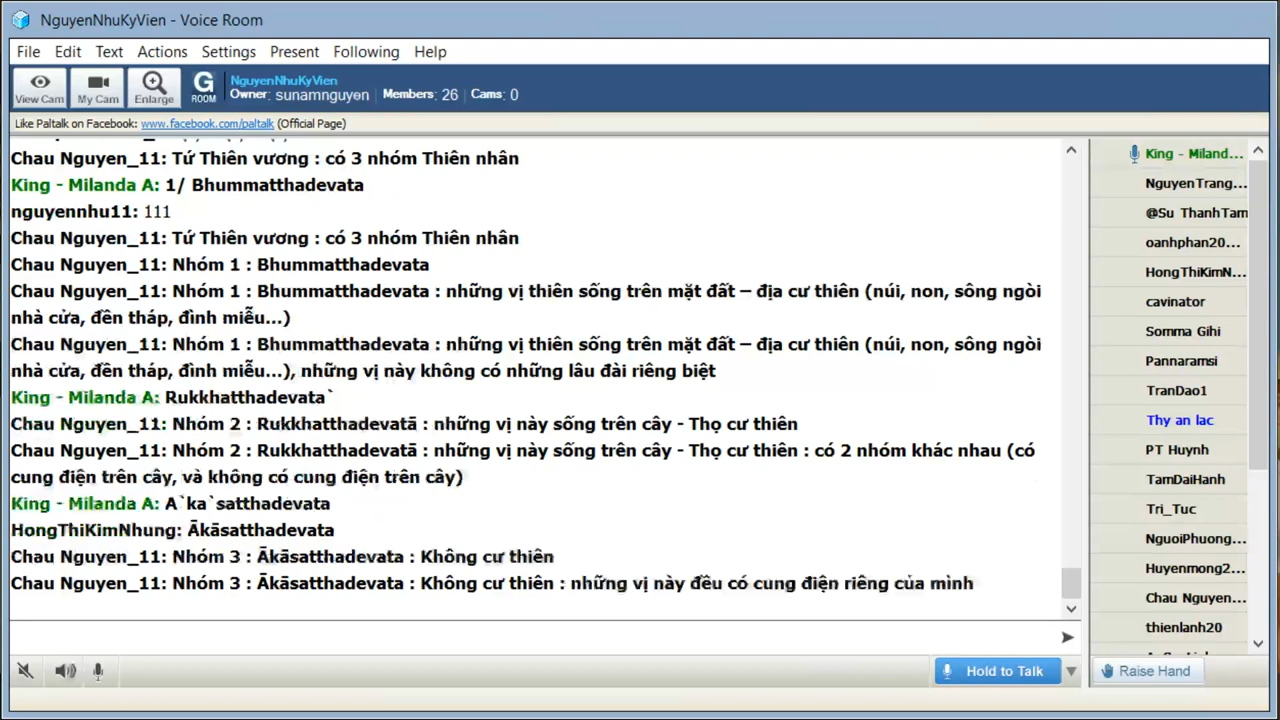 NguyenNhuKyVien - Voice Room
File Edit Text Actions Settings Present Following Help
View Cam My Cam Enlarge G ROOM
NguyenNhuKyVien
Owner: sunamnguyen Members: 26 Cams: 0
Like Paltalk on Facebook: www.facebook.com/paltalk (Official Page)
Chau Nguyen_11: Tứ Thiên vương : có 3 nhóm Thiên nhân
King - Milanda A: 1/ Bhummatthadevata
nguyennhu11: 111
Chau Nguyen_11: Tứ Thiên vương : có 3 nhóm Thiên nhân
Chau Nguyen_11: Nhóm 1 : Bhummatthadevata
Chau Nguyen_11: Nhóm 1 : Bhummatthadevata : những vị thiên sống trên mặt đất – địa cư thiên (núi, non, sông ngòi
nhà cửa, đền tháp, đình miễu...)
Chau Nguyen_11: Nhóm 1 : Bhummatthadevata : những vị thiên sống trên mặt đất – địa cư thiên (núi, non, sông ngòi
nhà cửa, đền tháp, đình miễu...), những vị này không có những lâu đài riêng biệt
King - Milanda A: Rukkhatthadevata`
Chau Nguyen_11: Nhóm 2 : Rukkhatthadevatā : những vị này sống trên cây - Thọ cư thiên
Chau Nguyen_11: Nhóm 2 : Rukkhatthadevatā : những vị này sống trên cây - Thọ cư thiên : có 2 nhóm khác nhau (có
cung điện trên cây, và không có cung điện trên cây)
King - Milanda A: A`ka`satthadevata
HongThiKimNhung: Ākāsatthadevata
Chau Nguyen_11: Nhóm 3 : Ākāsatthadevata : Không cư thiên
Chau Nguyen_11: Nhóm 3 : Ākāsatthadevata : Không cư thiên : những vị này đều có cung điện riêng của mình
King - Miland...
NguyenTrang...
@Su ThanhTam
oanhphan20...
HongThiKimN...
cavinator
Somma Gihi
Pannaramsi
TranDao1
Thy an lac
PT Huynh
TamDaiHanh
Tri_Tuc
NguoiPhuong...
Huyenmong2...
Chau Nguyen...
thienlanh20
Hold to Talk
Raise Hand